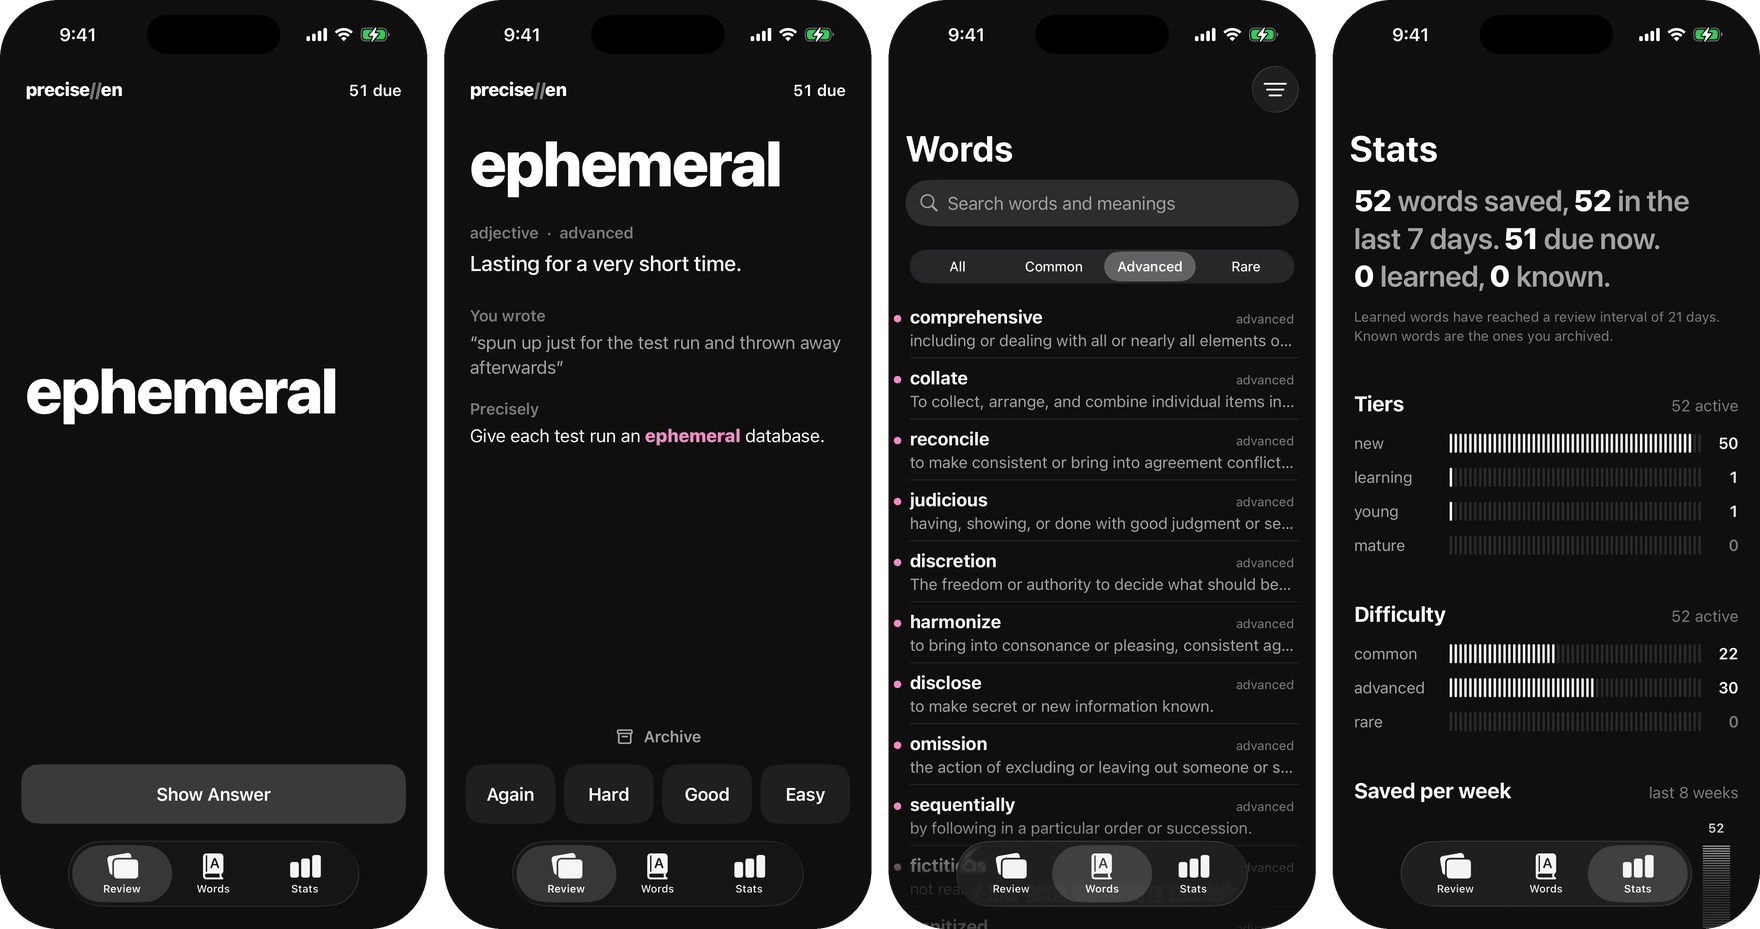 9:41
precise//en
51 due
ephemeral
Show Answer
Review
Words
Stats
9:41
precise//en
51 due
ephemeral
adjective · advanced
Lasting for a very short time.
You wrote
“spun up just for the test run and thrown away
afterwards”
Precisely
Give each test run an ephemeral database.
Archive
Again
Hard
Good
Easy
Review
Words
Stats
9:41
Words
Search words and meanings
All
Common
Advanced
Rare
comprehensive advanced
including or dealing with all or nearly all elements o...
collate advanced
To collect, arrange, and combine individual items in...
reconcile advanced
to make consistent or bring into agreement conflict...
judicious advanced
having, showing, or done with good judgment or se...
discretion advanced
The freedom or authority to decide what should be...
harmonize advanced
to bring into consonance or pleasing, consistent ag...
disclose advanced
to make secret or new information known.
omission advanced
the action of excluding or leaving out someone or s...
sequentially advanced
by following in a particular order or succession.
not
Review
Words
Stats
9:41
Stats
52 words saved, 52 in the
last 7 days. 51 due now.
0 learned, 0 known.
Learned words have reached a review interval of 21 days.
Known words are the ones you archived.
Tiers 52 active
new 50
learning 1
young 1
mature 0
Difficulty 52 active
common 22
advanced 30
rare 0
Saved per week last 8 weeks
52
Review
Words
Stats